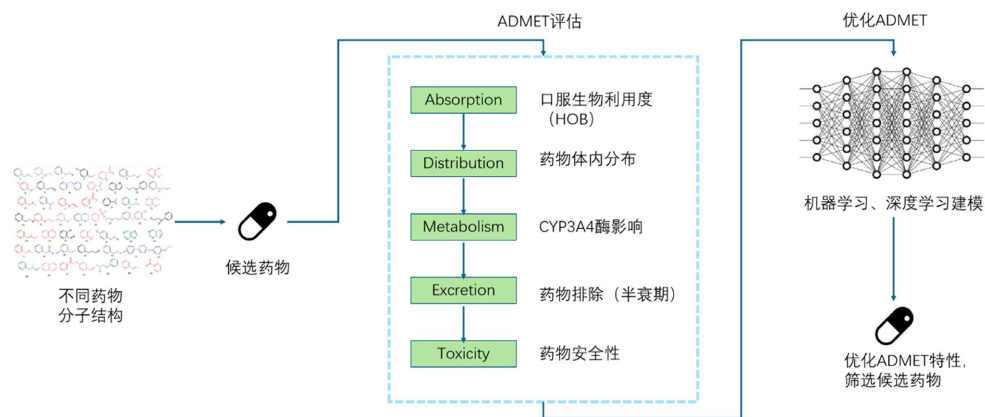 不同药物
分子结构
候选药物
ADMET评估
Absorption
口服生物利用度
（HOB）
Distribution
药物体内分布
Metabolism
CYP3A4酶影响
Excretion
药物排除（半衰期）
Toxicity
药物安全性
优化ADMET
机器学习、深度学习建模
优化ADMET特性，
筛选候选药物